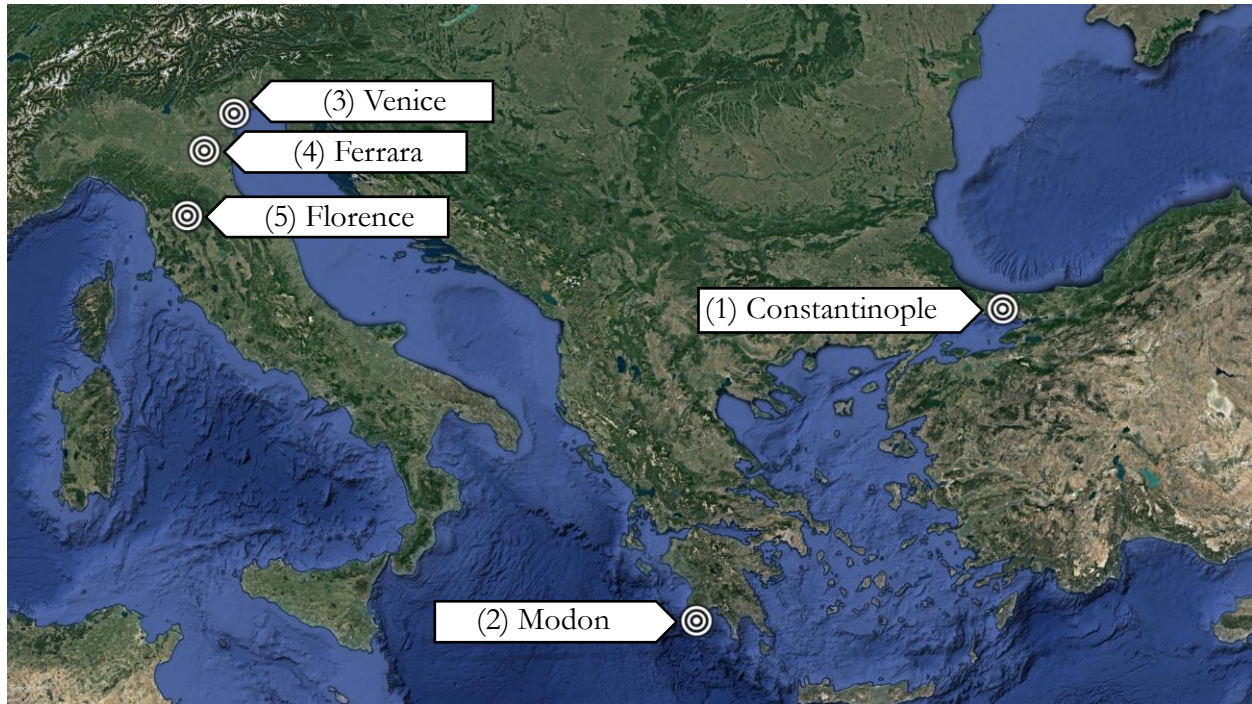 (3) Venice
(4) Ferrara
(5) Florence
(1) Constantinople
(2) Modon